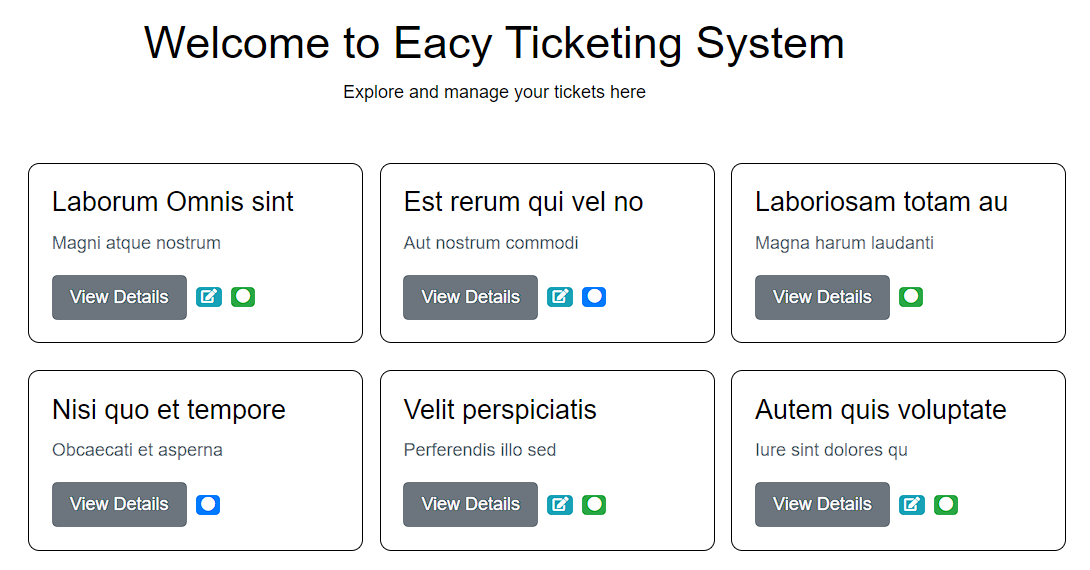 Welcome to Eacy Ticketing System
Explore and manage your tickets here
Laborum Omnis sint
Magni atque nostrum
View Details
Est rerum qui vel no
Aut nostrum commodi
View Details
Laboriosam totam au
Magna harum laudanti
View Details
Nisi quo et tempore
Obcaecati et asperna
View Details
Velit perspiciatis
Perferendis illo sed
View Details
Autem quis voluptate
Iure sint dolores qu
View Details